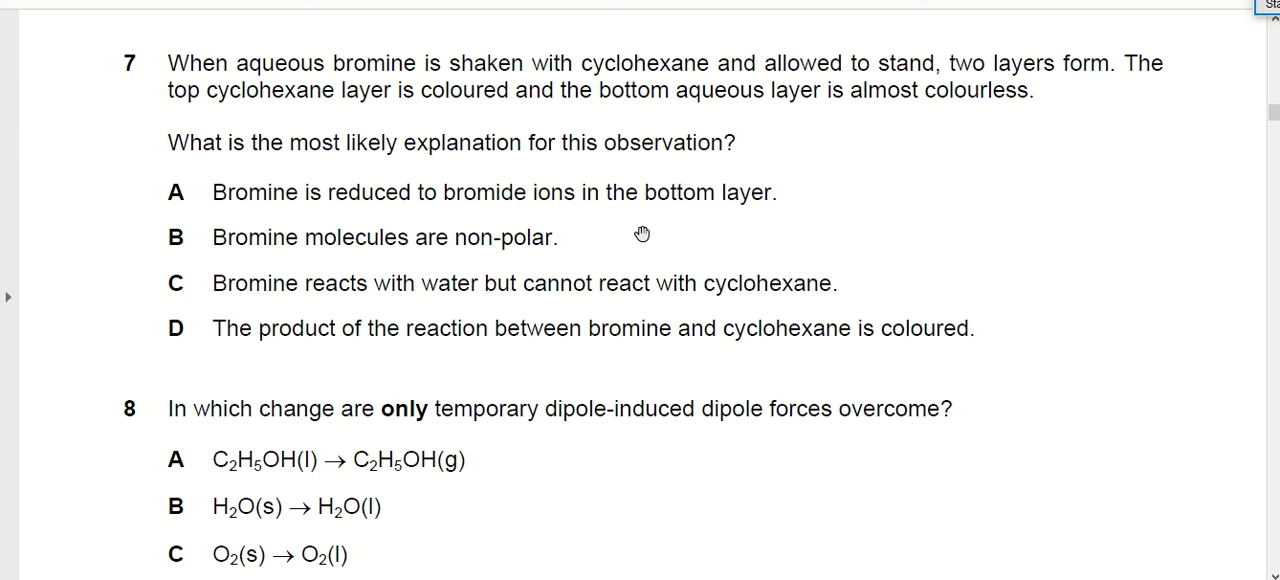 7 When aqueous bromine is shaken with cyclohexane and allowed to stand, two layers form. The
top cyclohexane layer is coloured and the bottom aqueous layer is almost colourless.
What is the most likely explanation for this observation?
A Bromine is reduced to bromide ions in the bottom layer.
B Bromine molecules are non-polar.
C Bromine reacts with water but cannot react with cyclohexane.
D The product of the reaction between bromine and cyclohexane is coloured.
8 In which change are only temporary dipole-induced dipole forces overcome?
A C₂H₅OH(l) → C₂H₅OH(g)
B H₂O(s) → H₂O(l)
C O₂(s) → O₂(l)